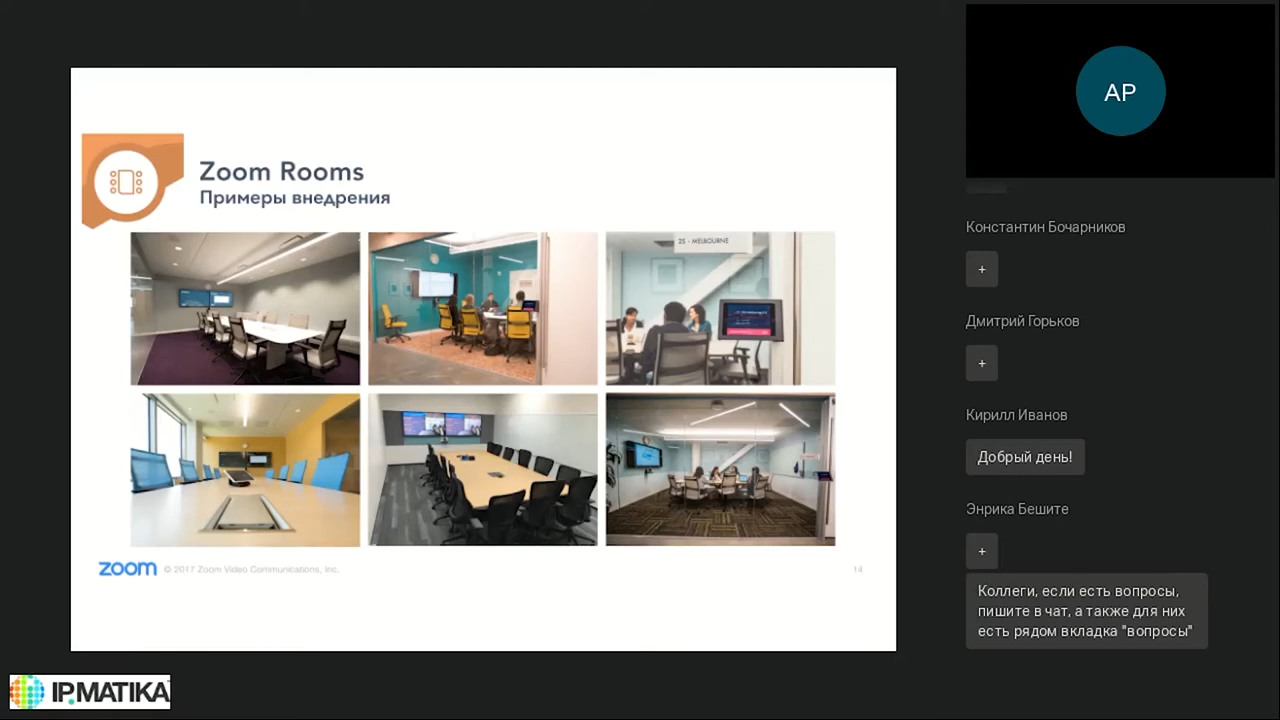 Zoom Rooms
Примеры внедрения
25 - MELBOURNE
zoom
© 2017 Zoom Video Communications, Inc.
14
IPMATIKA
AP
Константин Бочарников
+
Дмитрий Горьков
+
Кирилл Иванов
Добрый день!
Энрика Бешите
+
Коллеги, если есть вопросы,
пишите в чат, а также для них
есть рядом вкладка "вопросы"